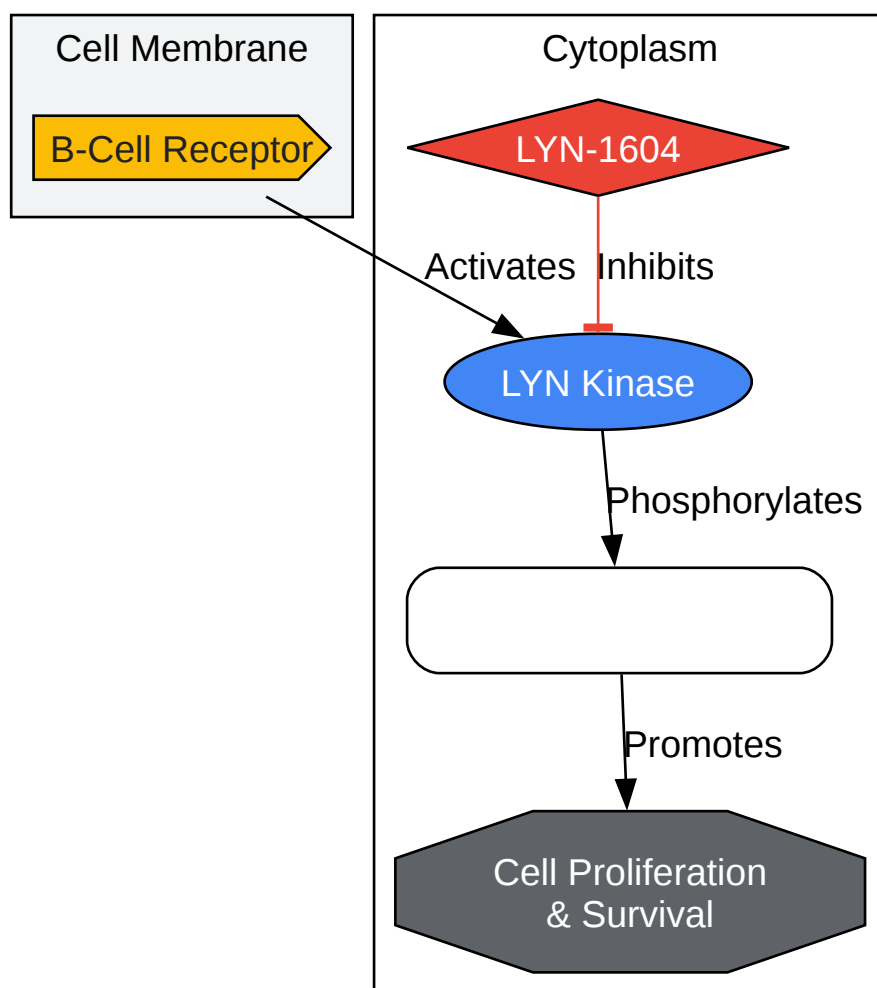 Cell Membrane
Cytoplasm
B-Cell Receptor
LYN-1604
Activates
Inhibits
LYN Kinase
Phosphorylates
Promotes
Cell Proliferation
& Survival